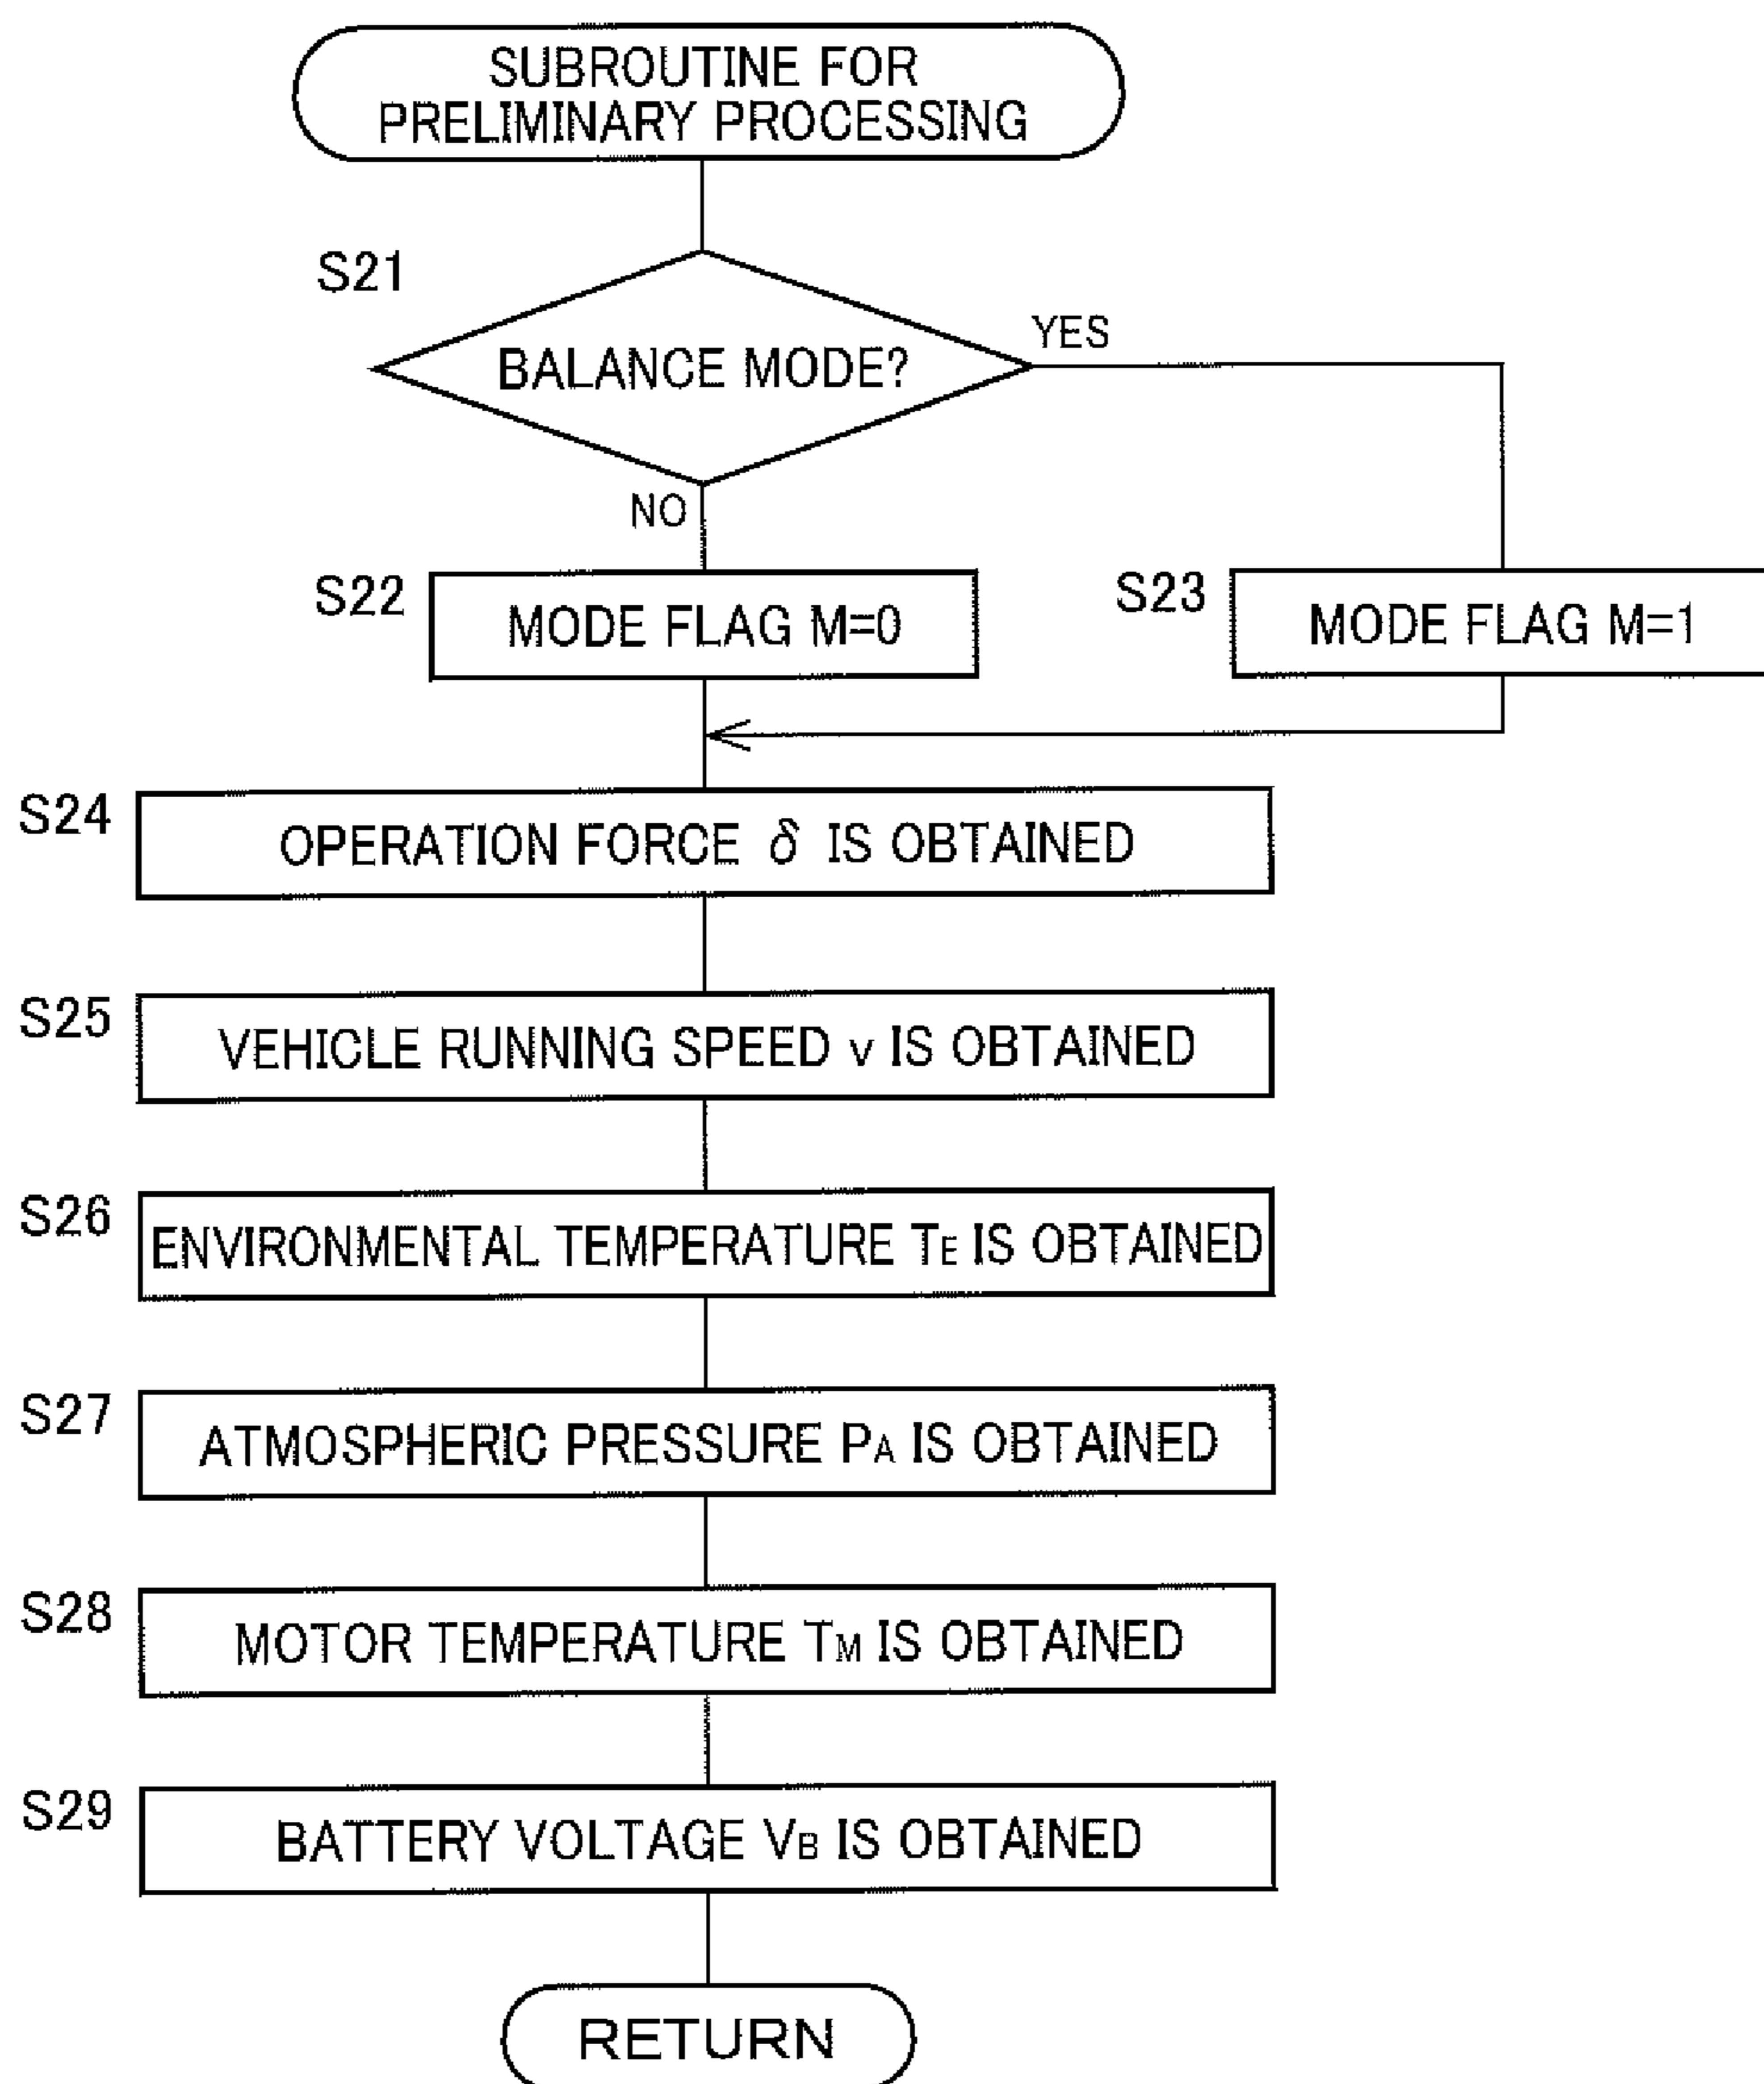 SUBROUTINE FOR
PRELIMINARY PROCESSING
S21
BALANCE MODE?
YES
NO
S22
MODE FLAG M=0
S23
MODE FLAG M=1
S24
OPERATION FORCE δ IS OBTAINED
S25
VEHICLE RUNNING SPEED v IS OBTAINED
S26
ENVIRONMENTAL TEMPERATURE TE IS OBTAINED
S27
ATMOSPHERIC PRESSURE PA IS OBTAINED
S28
MOTOR TEMPERATURE TM IS OBTAINED
S29
BATTERY VOLTAGE VB IS OBTAINED
RETURN